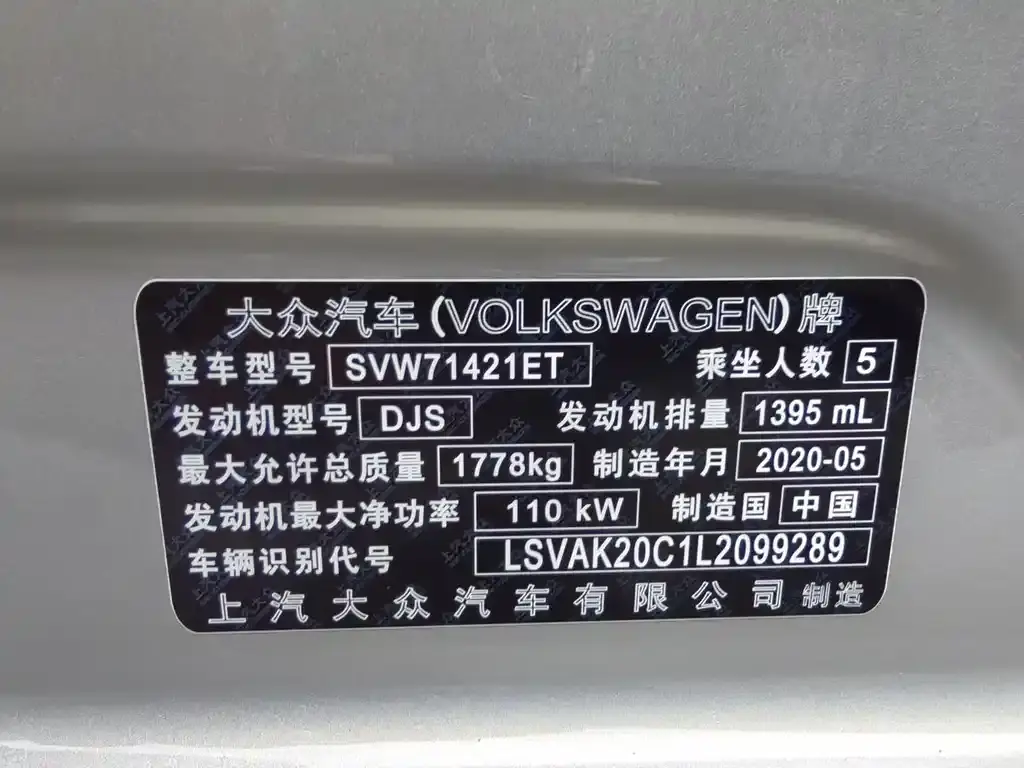 大众汽车(VOLKSWAGEN)牌
整车型号 SVW71421ET 乘坐人数 5
发动机型号 DJS 发动机排量 1395 mL
最大允许总质量 1778kg 制造年月 2020-05
发动机最大净功率 110 kW 制造国 中国
车辆识别代号 LSVAK20C1L2099289
上汽大众汽车有限公司 制造